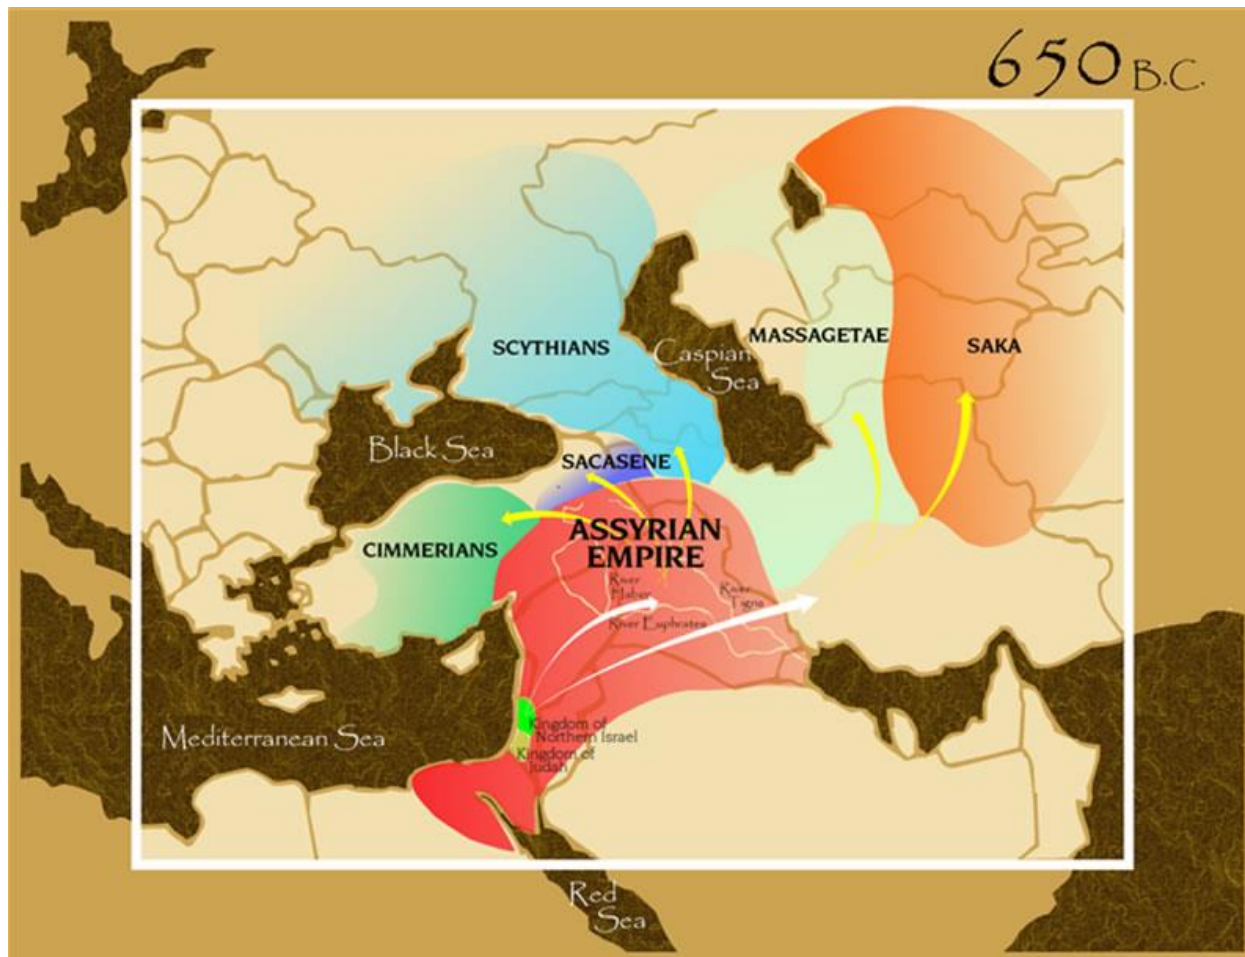 650 B.C.
SCYTHIANS
MASSAGETAE
SAKA
Caspian
Sea
Black Sea
SACASENE
CIMMERIANS
ASSYRIAN
EMPIRE
River
Habur
River
Tigris
River Euphrates
Kingdom of
Northern Israel
Kingdom of
Judah
Mediterranean Sea
Red
Sea